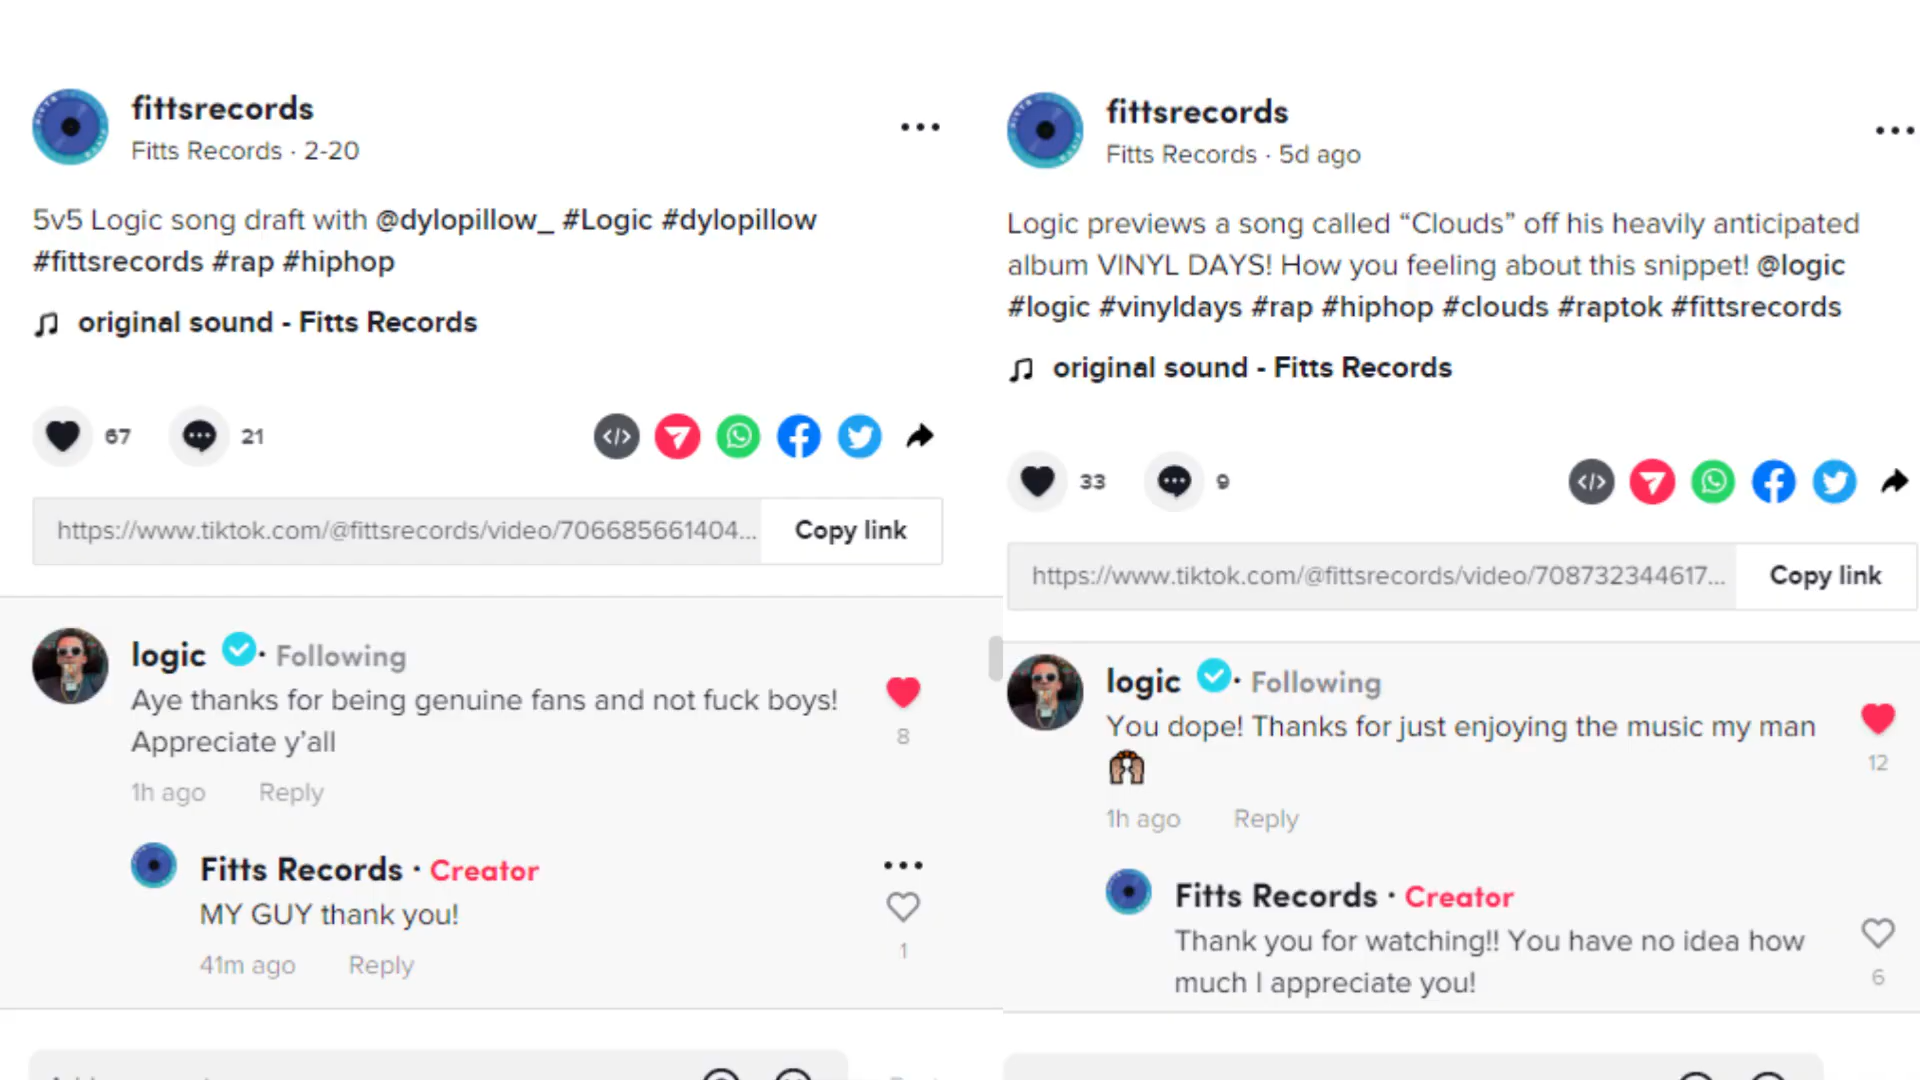 fittsrecords
Fitts Records · 2-20
5v5 Logic song draft with @dylopillow_ #Logic #dylopillow
#fittsrecords #rap #hiphop
original sound - Fitts Records
67
21
https://www.tiktok.com/@fittsrecords/video/706685661404...
Copy link
logic · Following
Aye thanks for being genuine fans and not fuck boys!
Appreciate y’all
8
1h ago Reply
Fitts Records · Creator
MY GUY thank you!
1
41m ago Reply
fittsrecords
Fitts Records · 5d ago
Logic previews a song called “Clouds” off his heavily anticipated
album VINYL DAYS! How you feeling about this snippet! @logic
#logic #vinyldays #rap #hiphop #clouds #raptok #fittsrecords
original sound - Fitts Records
33
9
https://www.tiktok.com/@fittsrecords/video/708732344617...
Copy link
logic · Following
You dope! Thanks for just enjoying the music my man
12
1h ago Reply
Fitts Records · Creator
Thank you for watching!! You have no idea how
much I appreciate you!
6